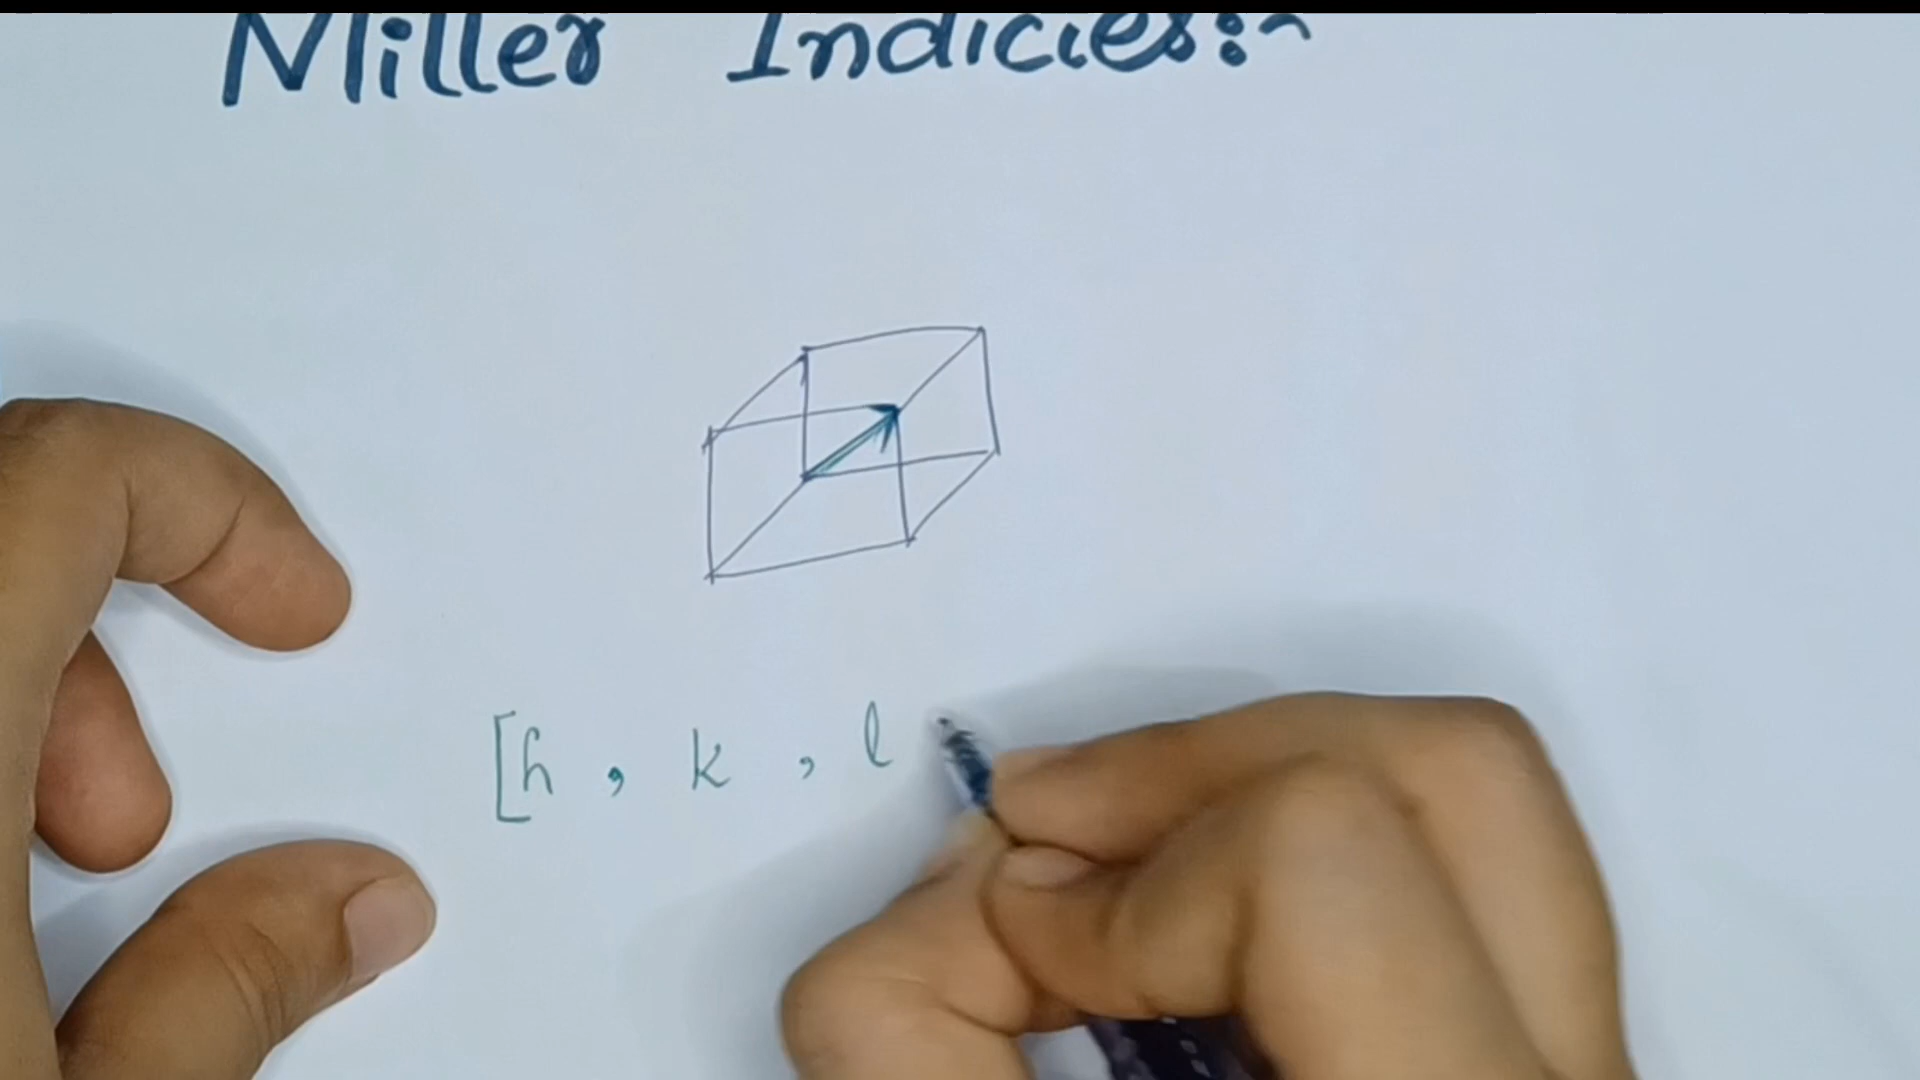 Miller Indicies:-
[h , k , l